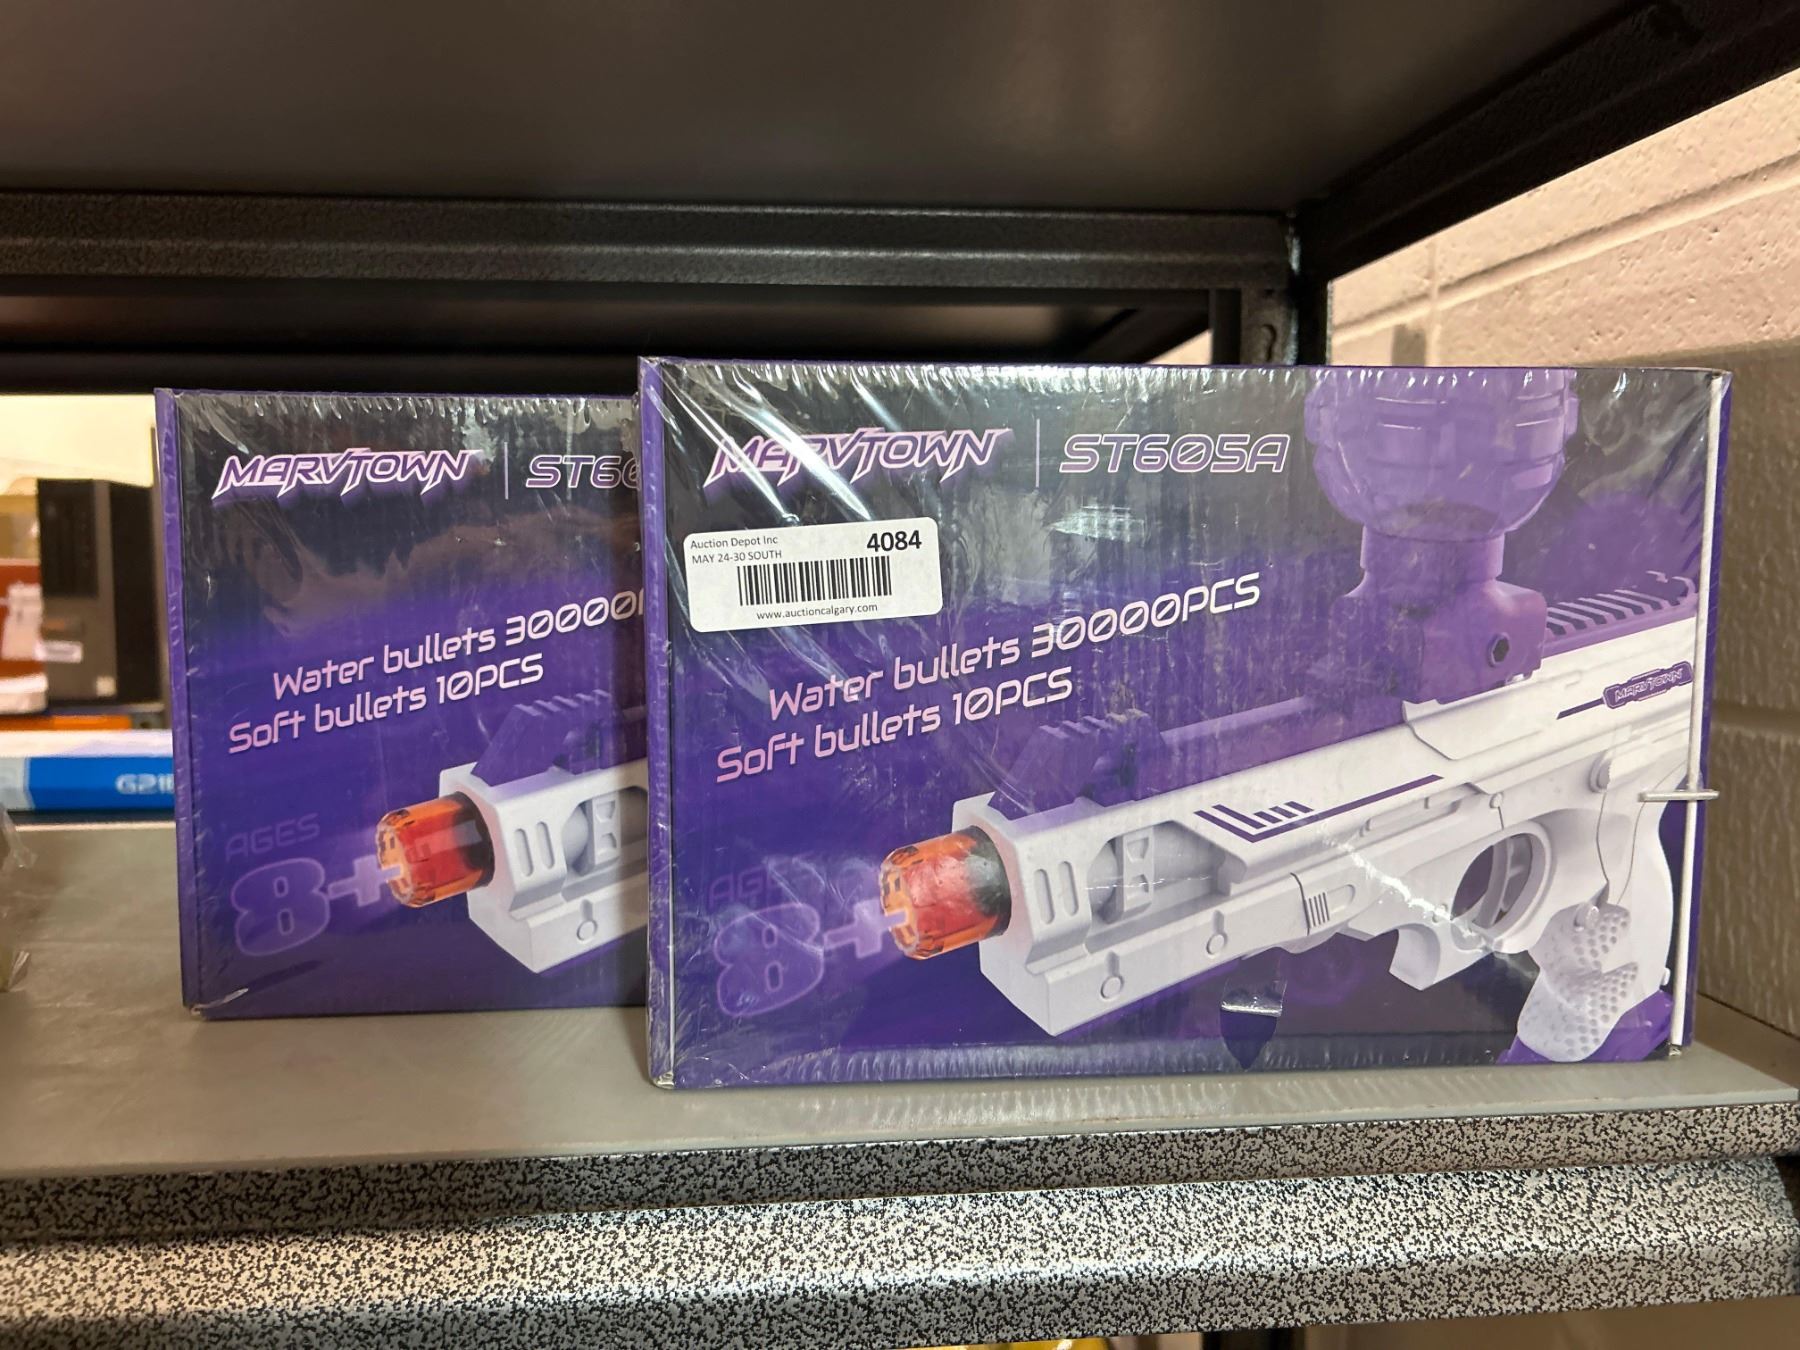 MARVTOWN
ST60
Water bullets 30000
Soft bullets 10PCS
AGES
8+
MARVTOWN
ST605A
Auction Depot Inc
4084
MAY 24-30 SOUTH
www.auctioncalgary.com
Water bullets 30000PCS
Soft bullets 10PCS
AGES
8+
MARVTOWN